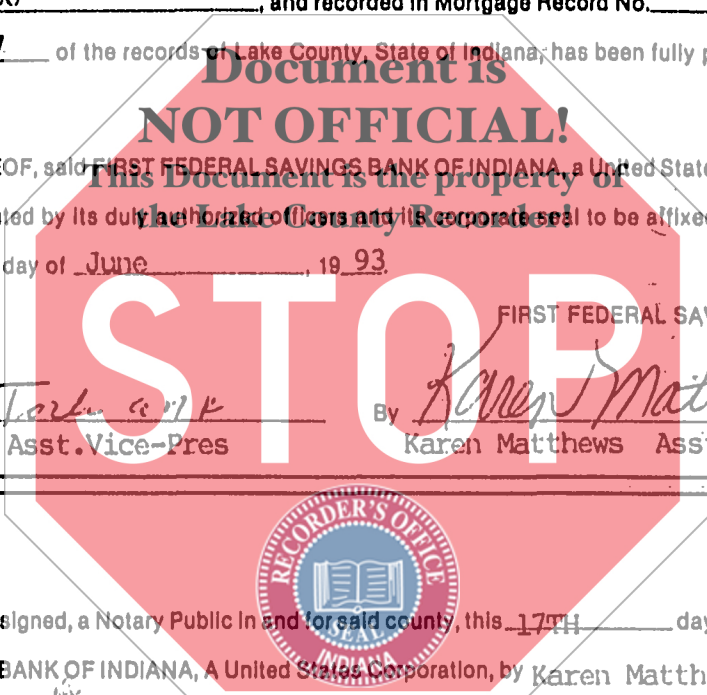 , and recorded in Mortgage Record No.
of the records of Lake County, State of Indiana, has been fully p
Document is
NOT OFFICIAL!
OF, said FIRST FEDERAL SAVINGS BANK OF INDIANA, a United State
This Document is the property of
ted by its duly authorized officers and its corporate seal to be affixed
the Lake County Recorder!
day of June, 19 93.
STOP
FIRST FEDERAL SAV
By Karen Mat
Asst.Vice-Pres Karen Matthews Asst
RECORDER'S OFFICE
SEAL
INDIANA
signed, a Notary Public in and for said county, this 17TH day
BANK OF INDIANA, A United States Corporation, by Karen Matth